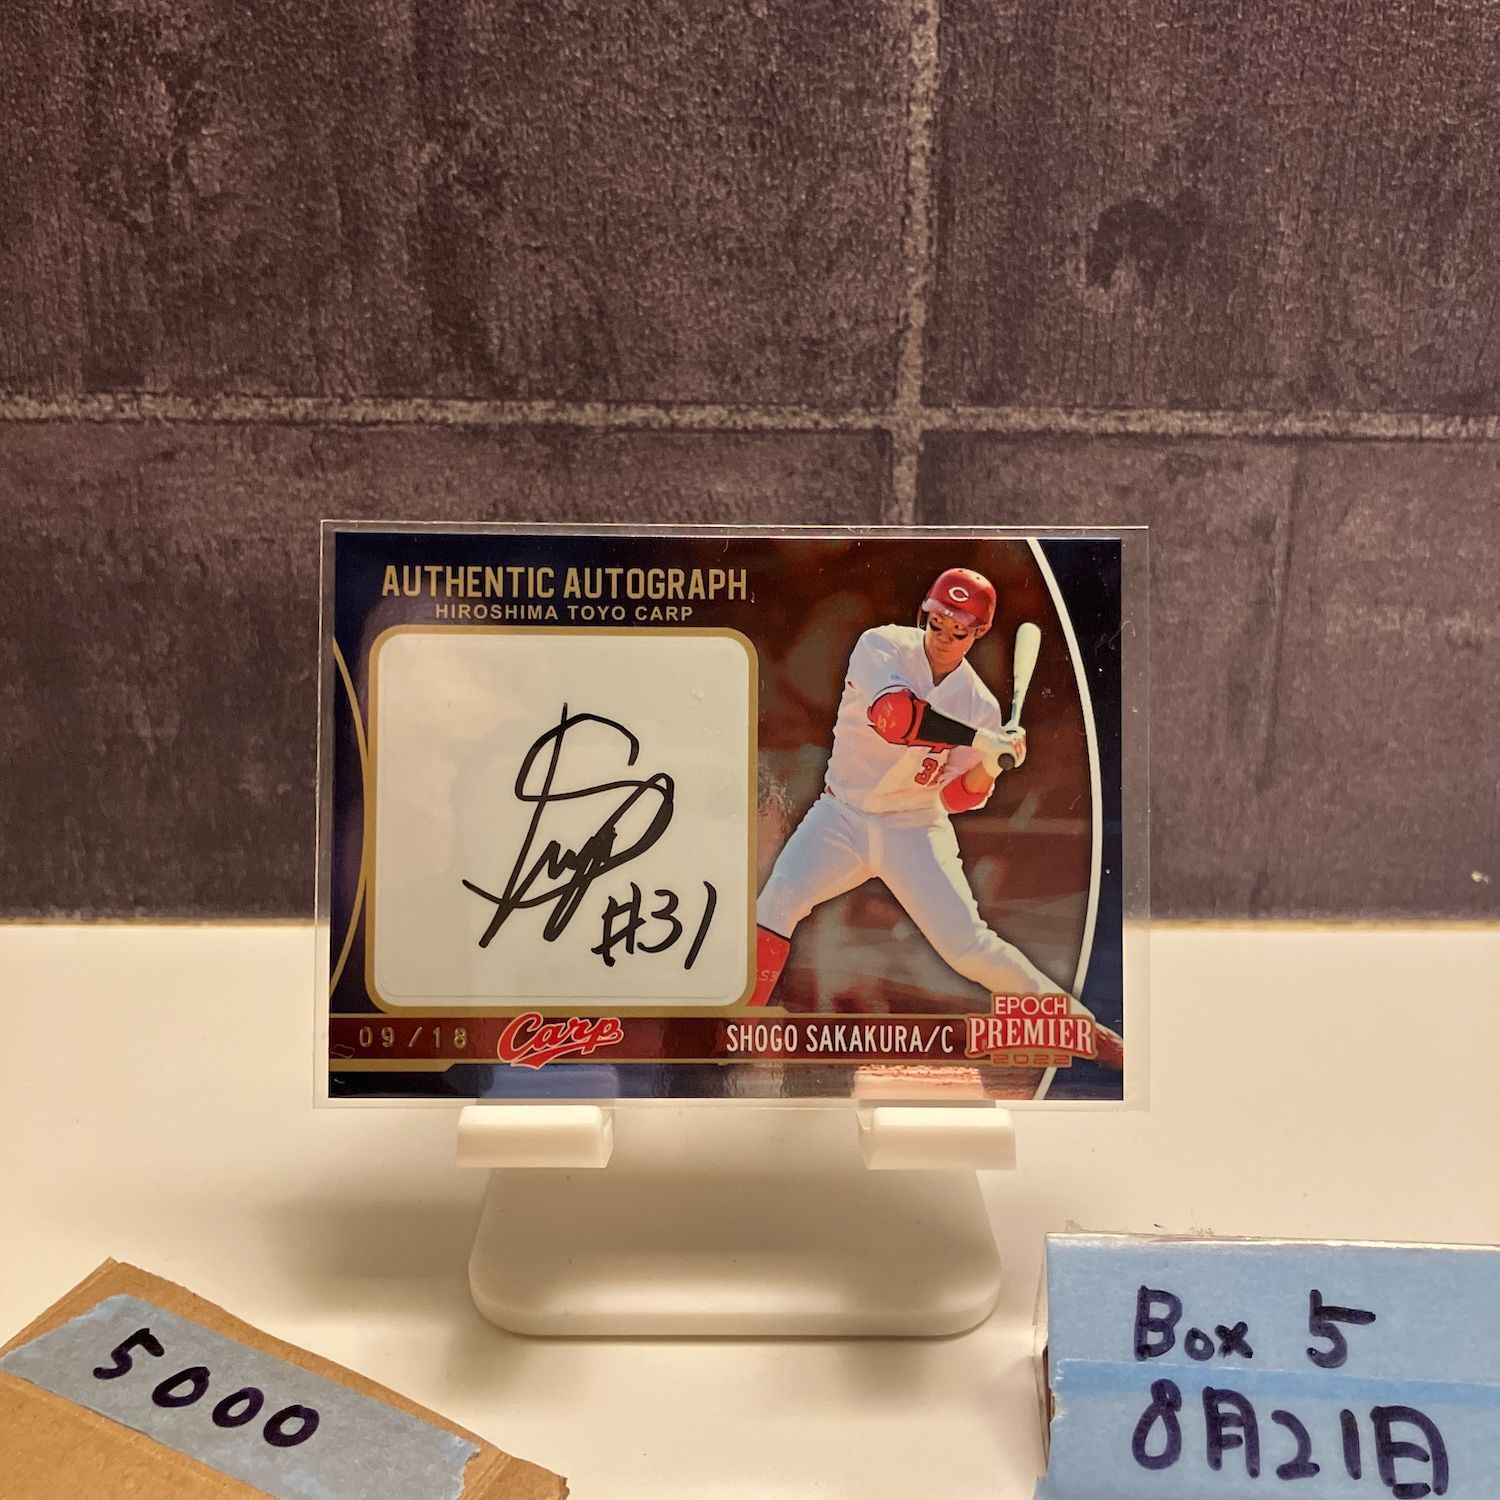 AUTHENTIC AUTOGRAPH
HIROSHIMA TOYO CARP
#31
09/18
Carp
SHOGO SAKAKURA/C
EPOCH
PREMIER
2022
5000
Box 5
8月21日